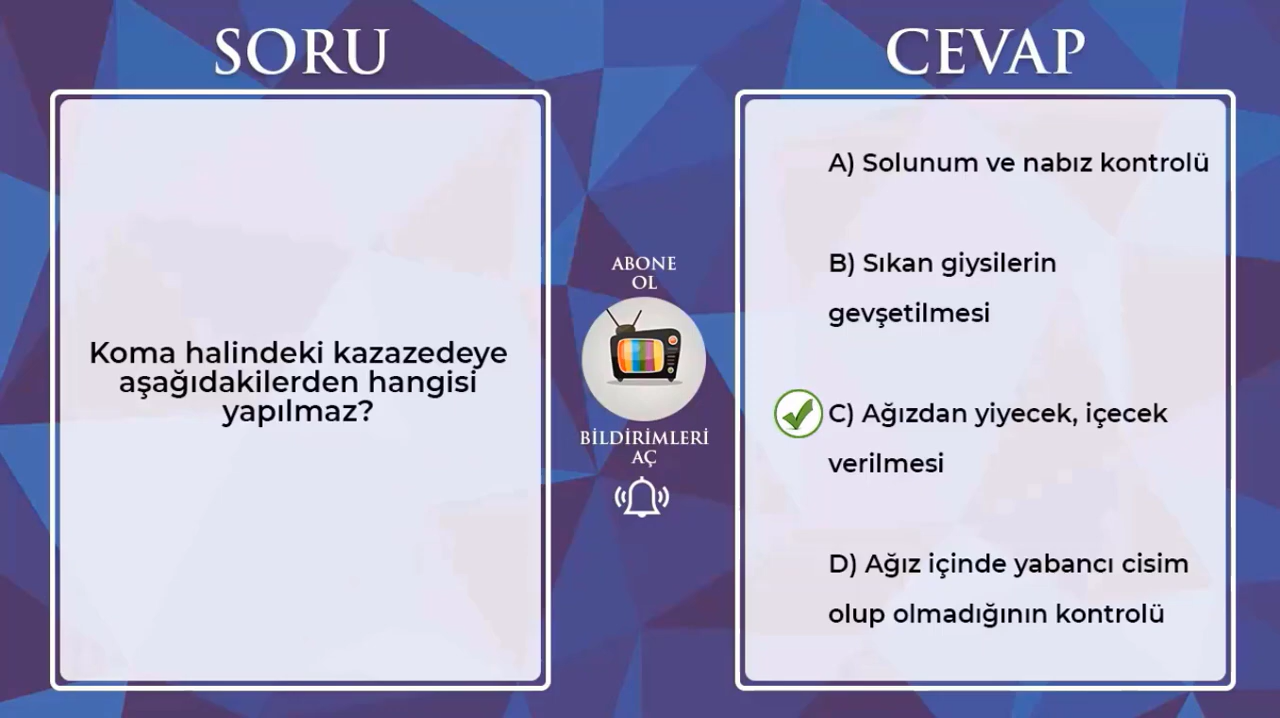 SORU
Koma halindeki kazazedeye
aşağıdakilerden hangisi
yapılmaz?
ABONE
OL
BİLDİRİMLERİ
AÇ
CEVAP
A) Solunum ve nabız kontrolü
B) Sıkan giysilerin
gevşetilmesi
C) Ağızdan yiyecek, içecek
verilmesi
D) Ağız içinde yabancı cisim
olup olmadığının kontrolü